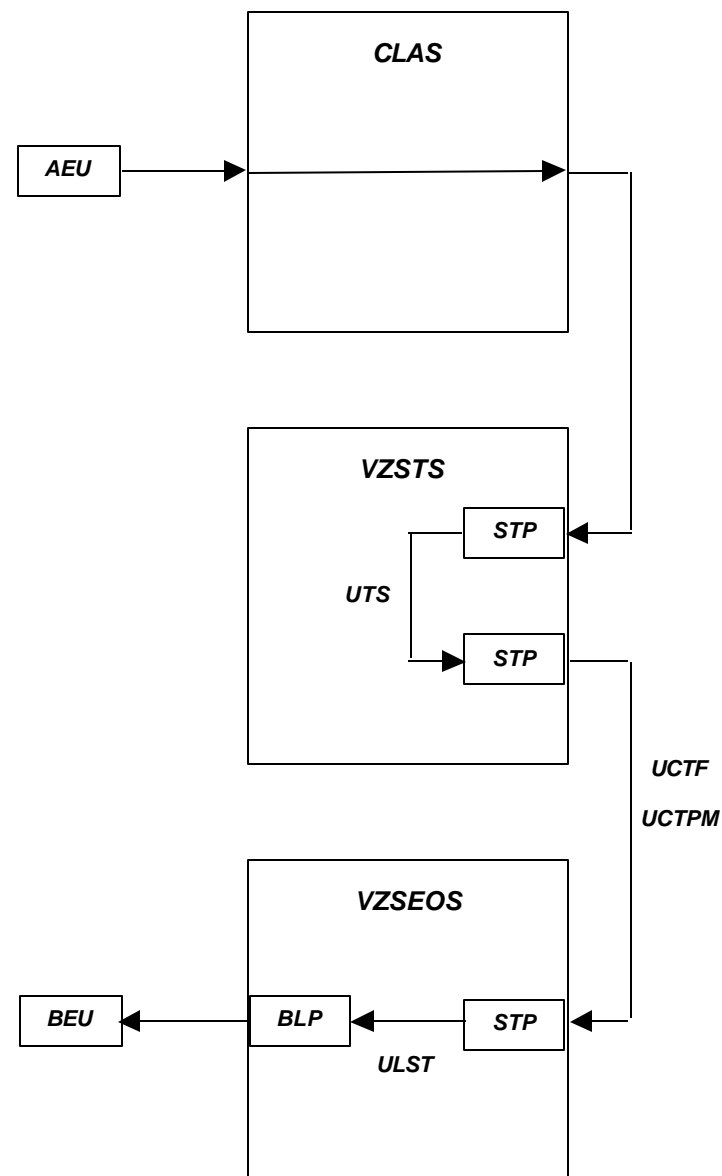 CLAS
AEU
VZSTS
STP
UTS
STP
UCTF
UCTPM
VZSEOS
BEU
BLP
STP
ULST